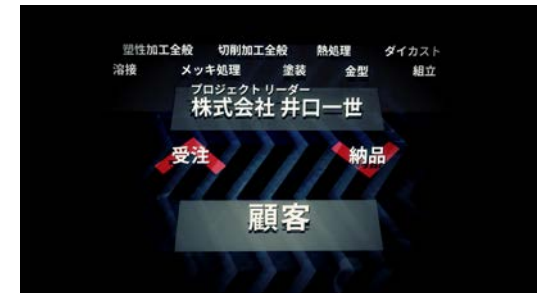 塑性加工全般 切削加工全般 熱処理 ダイカスト
溶接 メッキ処理 塗装 金型 組立
プロジェクトリーダー
株式会社 井口一世
受注 納品
顧客